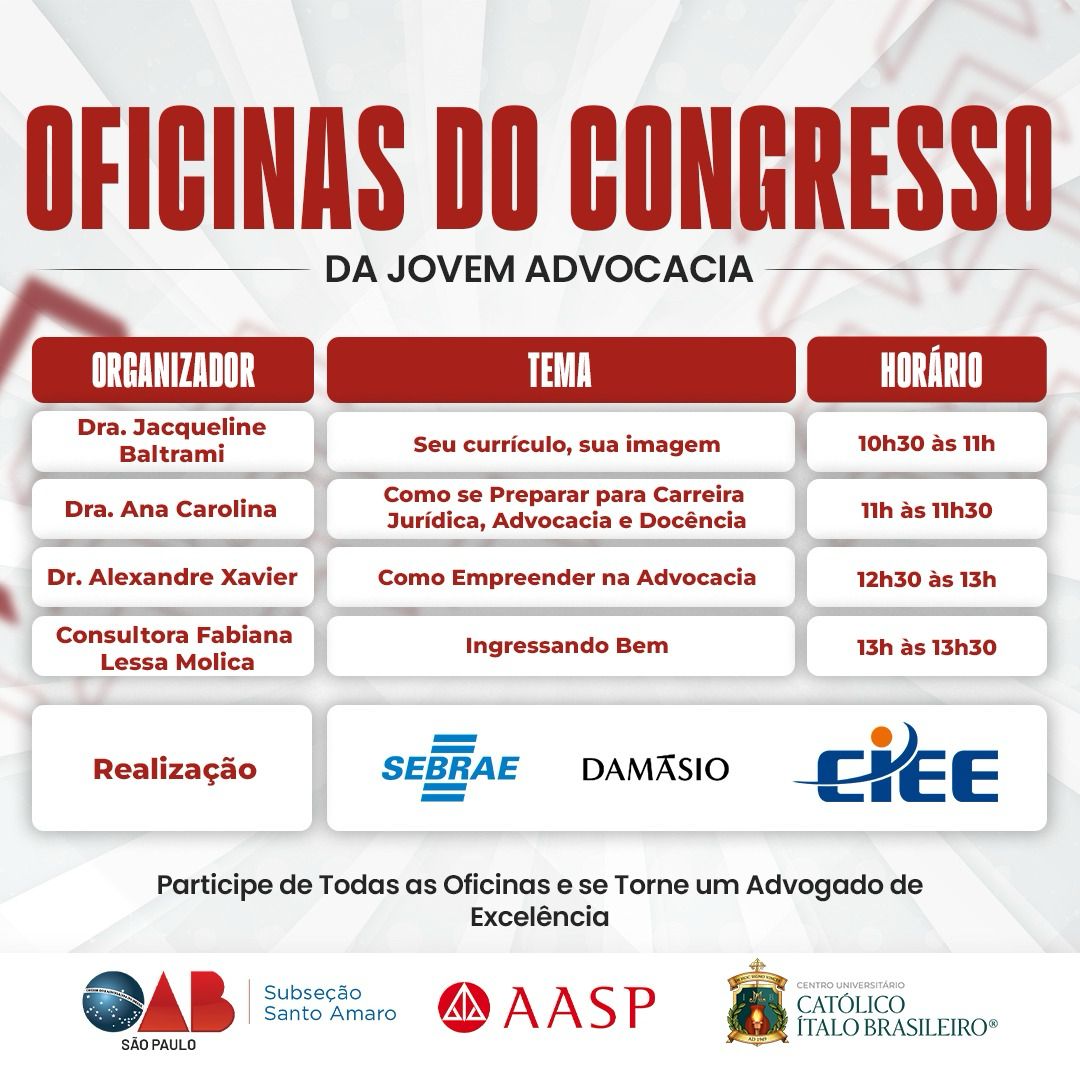 OFICINAS DO CONGRESSO
DA JOVEM ADVOCACIA
ORGANIZADOR
TEMA
HORÁRIO
Dra. Jacqueline
Baltrami
Seu currículo, sua imagem
10h30 às 11h
Dra. Ana Carolina
Como se Preparar para Carreira
Jurídica, Advocacia e Docência
11h às 11h30
Dr. Alexandre Xavier
Como Empreender na Advocacia
12h30 às 13h
Consultora Fabiana
Lessa Molica
Ingressando Bem
13h às 13h30
Realização
SEBRAE
DAMÁSIO
CIEE
Participe de Todas as Oficinas e se Torne um Advogado de
Excelência
OAB
SÃO PAULO
Subseção
Santo Amaro
AASP
CENTRO UNIVERSITÁRIO
CATÓLICO
ÍTALO BRASILEIRO®